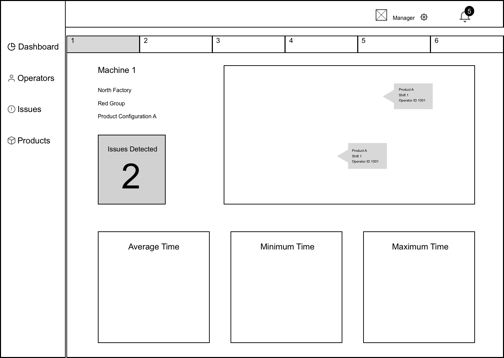 5
Manager
1
2
3
4
5
6
Dashboard
Operators
Issues
Products
Machine 1
North Factory
Red Group
Product Configuration A
Issues Detected
2
Product A
Shift 1
Operator ID 1001
Product A
Shift 1
Operator ID 1001
Average Time
Minimum Time
Maximum Time